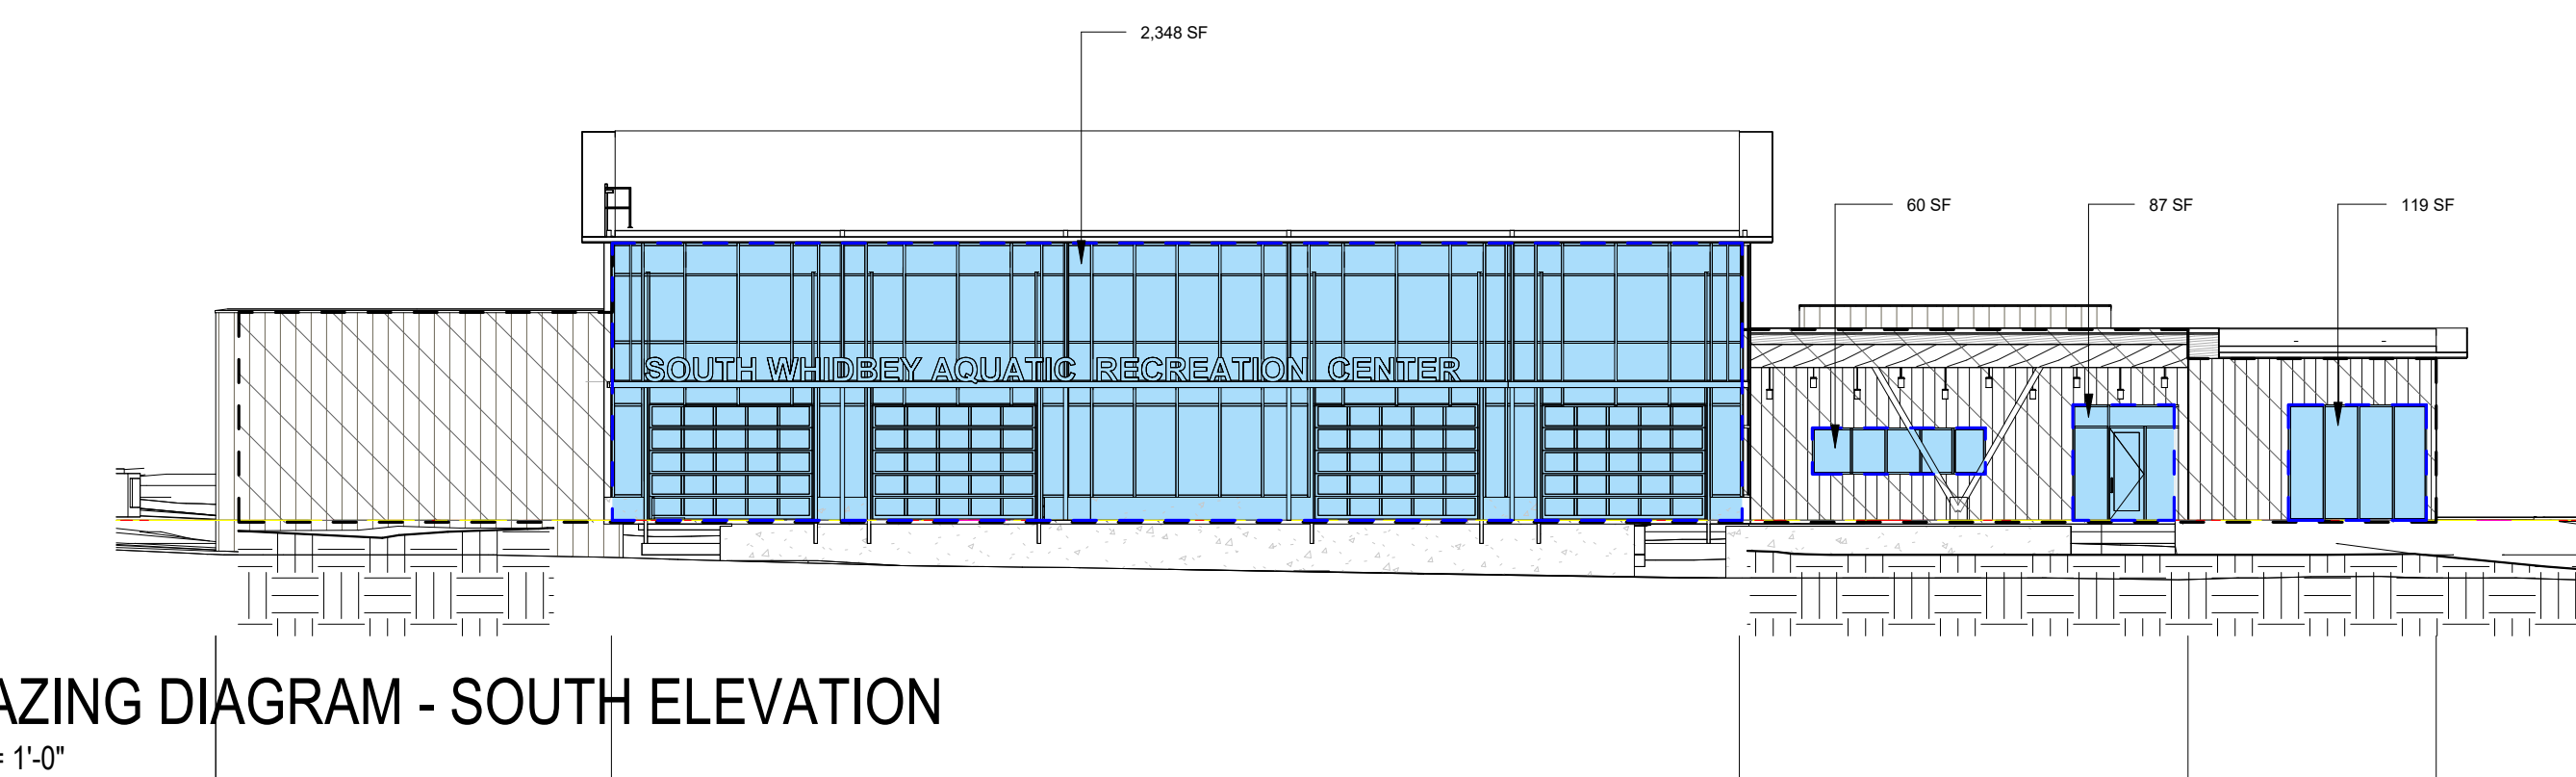 2,348 SF
60 SF
87 SF
119 SF
SOUTH WHIDBEY AQUATIC RECREATION CENTER
AZING DIAGRAM - SOUTH ELEVATION
= 1'-0"